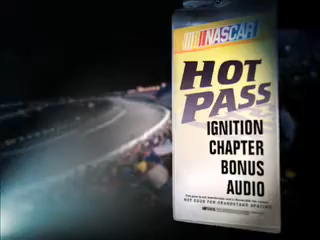 NASCAR
HOT
PASS
IGNITION
CHAPTER
BONUS
AUDIO
NOT GOOD FOR GRANDSTAND SEATING